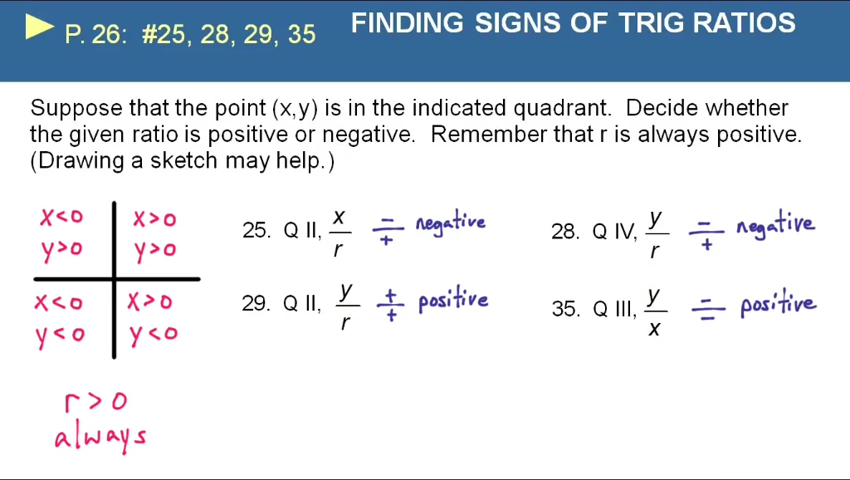 P. 26: #25, 28, 29, 35
FINDING SIGNS OF TRIG RATIOS
Suppose that the point (x,y) is in the indicated quadrant. Decide whether
the given ratio is positive or negative. Remember that r is always positive.
(Drawing a sketch may help.)
x<0 x>0
y>0 y>0
x<0 x>0
y<0 y<0
r>0
always
25. Q II, x/r −/+ negative
28. Q IV, y/r −/+ negative
29. Q II, y/r +/+ positive
35. Q III, y/x −/− positive